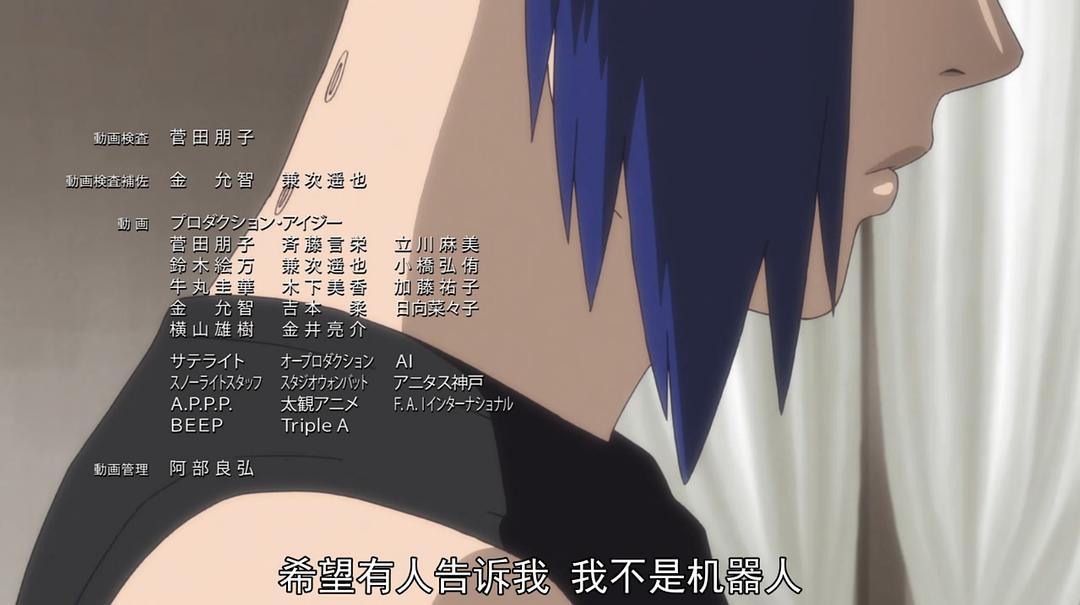 動画検査 菅田朋子
動画検査補佐 金 允智 兼次遥也
動画 プロダクション・アイジー
菅田朋子 斉藤言栄 立川麻美
鈴木絵万 兼次遥也 小橋弘侑
牛丸圭華 木下美香 加藤祐子
金 允智 吉本 柔 日向菜々子
横山雄樹 金井亮介
サテライト オープロダクション AI
スノーライトスタッフ スタジオウォンバット アニタス神戸
A.P.P.P. 太観アニメ F.A.Iインターナショナル
BEEP Triple A
動画管理 阿部良弘
希望有人告诉我 我不是机器人